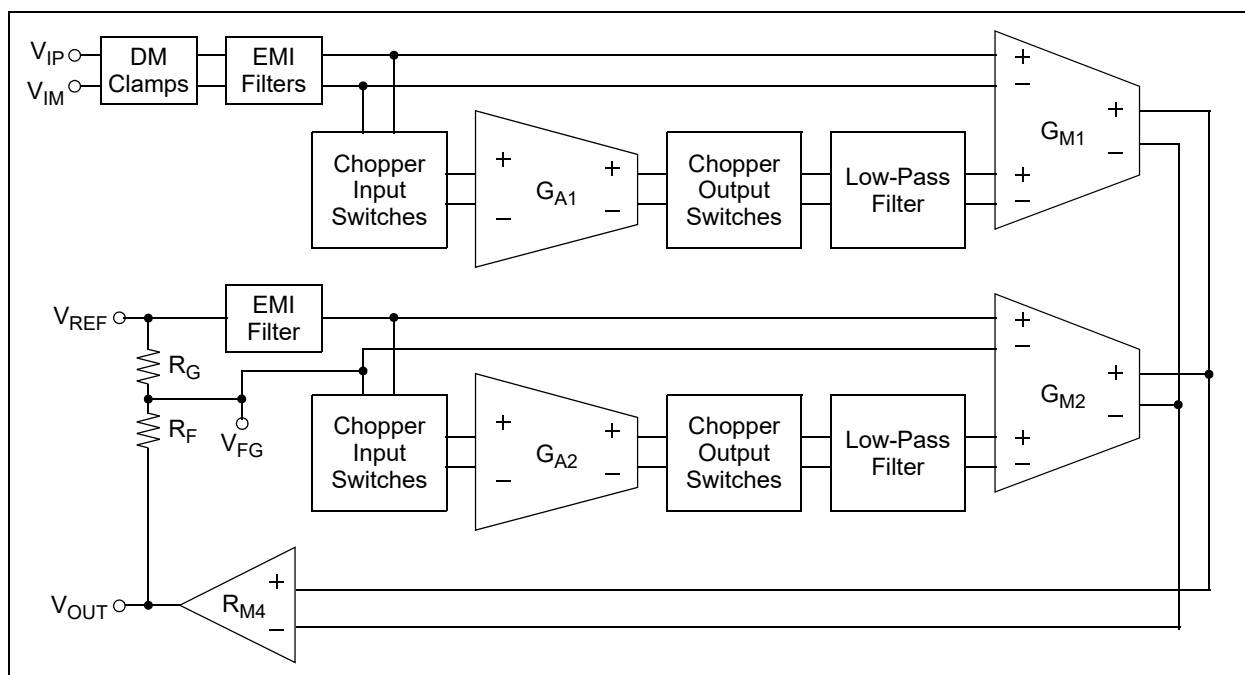 V_IP
V_IM
DM
Clamps
EMI
Filters
Chopper
Input
Switches
+
−
G_A1
+
−
Chopper
Output
Switches
Low-Pass
Filter
+
−
+
−
G_M1
+
−
V_REF
R_G
R_F
V_FG
EMI
Filter
Chopper
Input
Switches
+
−
G_A2
+
−
Chopper
Output
Switches
Low-Pass
Filter
+
−
+
−
G_M2
+
−
V_OUT
R_M4
+
−